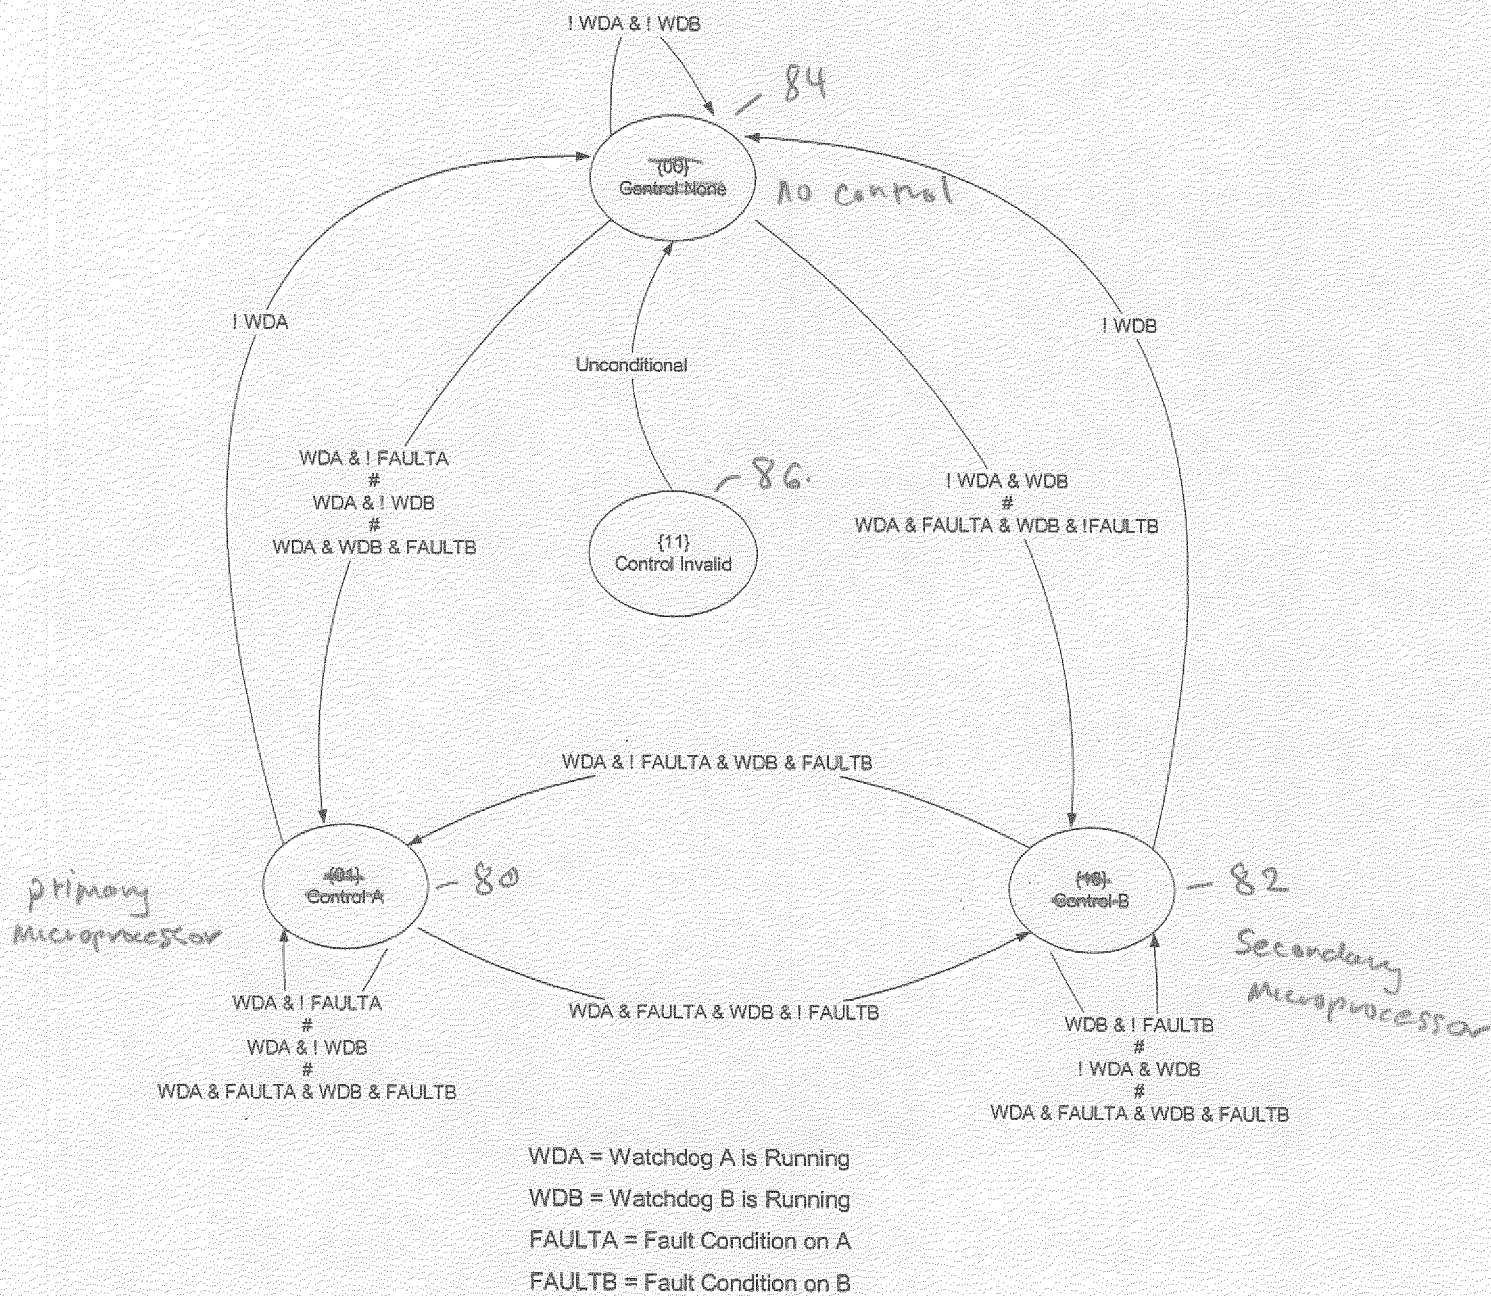 ! WDA & ! WDB
84
{00}
Control None
no control
! WDA
! WDB
Unconditional
WDA & ! FAULTA
#
WDA & ! WDB
#
WDA & WDB & FAULTB
86.
! WDA & WDB
#
WDA & FAULTA & WDB & !FAULTB
{11}
Control Invalid
WDA & ! FAULTA & WDB & FAULTB
{01}
Control A
80
primary
Microprocessor
{10}
Control B
82
Secondary
Microprocessor
WDA & ! FAULTA
#
WDA & ! WDB
#
WDA & FAULTA & WDB & FAULTB
WDA & FAULTA & WDB & ! FAULTB
WDB & ! FAULTB
#
! WDA & WDB
#
WDA & FAULTA & WDB & FAULTB
WDA = Watchdog A is Running
WDB = Watchdog B is Running
FAULTA = Fault Condition on A
FAULTB = Fault Condition on B